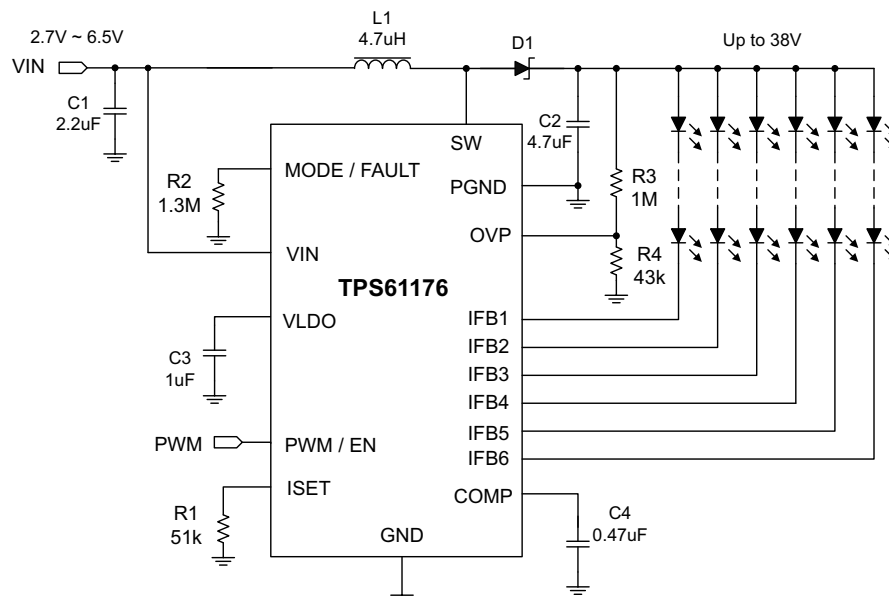 L1
4.7uH
D1
2.7V ~ 6.5V
Up to 38V
VIN
C1
2.2uF
C2
4.7uF
SW
MODE / FAULT
R2
1.3M
PGND
R3
1M
OVP
VIN
R4
43k
TPS61176
VLDO
IFB1
IFB2
C3
1uF
IFB3
IFB4
IFB5
PWM
PWM / EN
IFB6
ISET
COMP
R1
51k
C4
0.47uF
GND